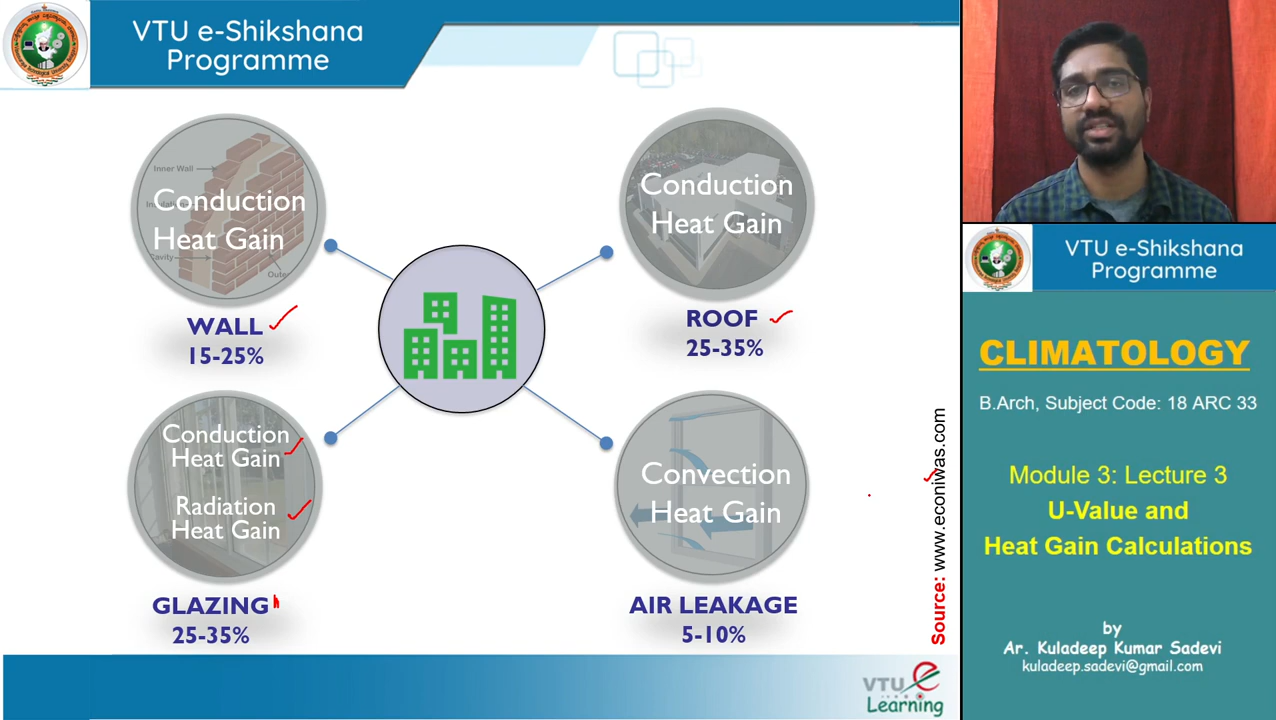 VTU e-Shikshana
Programme
Inner Wall
Cavity
Conduction
Heat Gain
WALL
15-25%
Conduction
Heat Gain
ROOF
25-35%
Conduction
Heat Gain
Radiation
Heat Gain
GLAZING
25-35%
Convection
Heat Gain
AIR LEAKAGE
5-10%
Source: www.econiwas.com
VTU e
Learning
VTU e-Shikshana
Programme
CLIMATOLOGY
B.Arch, Subject Code: 18 ARC 33
Module 3: Lecture 3
U-Value and
Heat Gain Calculations
by
Ar. Kuladeep Kumar Sadevi
kuladeep.sadevi@gmail.com